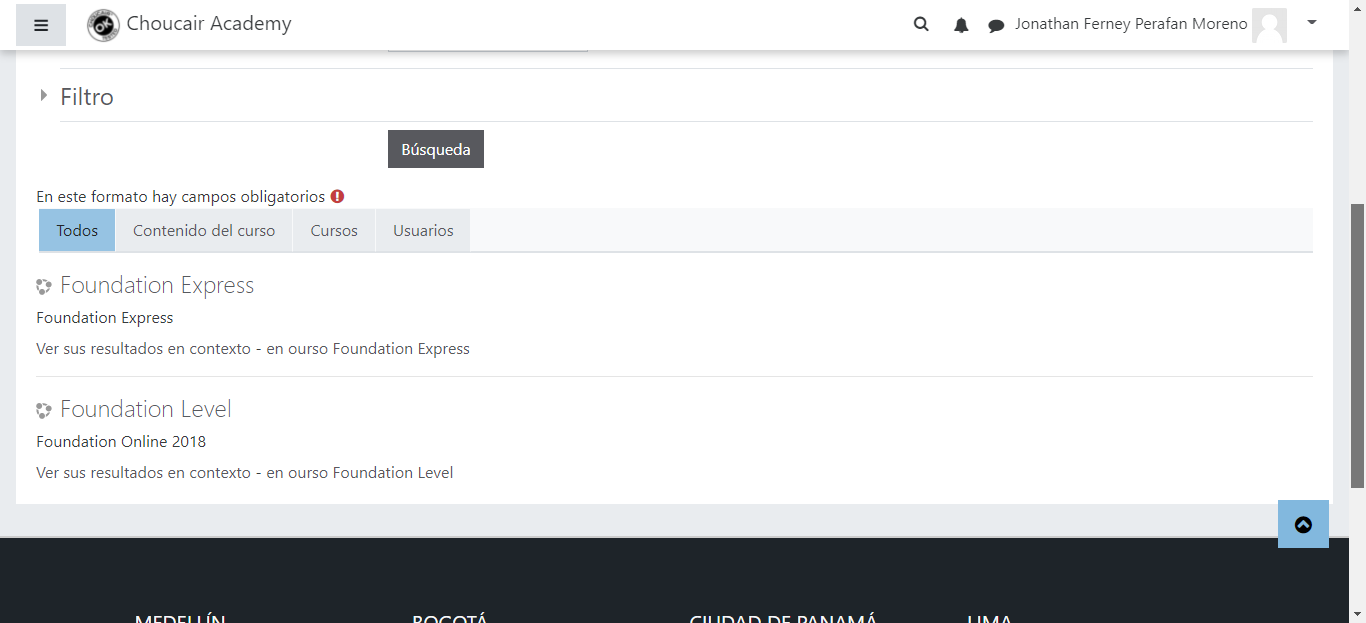 Choucair Academy
Jonathan Ferney Perafan Moreno
Filtro
Búsqueda
En este formato hay campos obligatorios
Todos
Contenido del curso
Cursos
Usuarios
Foundation Express
Foundation Express
Ver sus resultados en contexto - en ourso Foundation Express
Foundation Level
Foundation Online 2018
Ver sus resultados en contexto - en ourso Foundation Level
MEDELLÍN
BOGOTÁ
CIUDAD DE PANAMÁ
LIMA